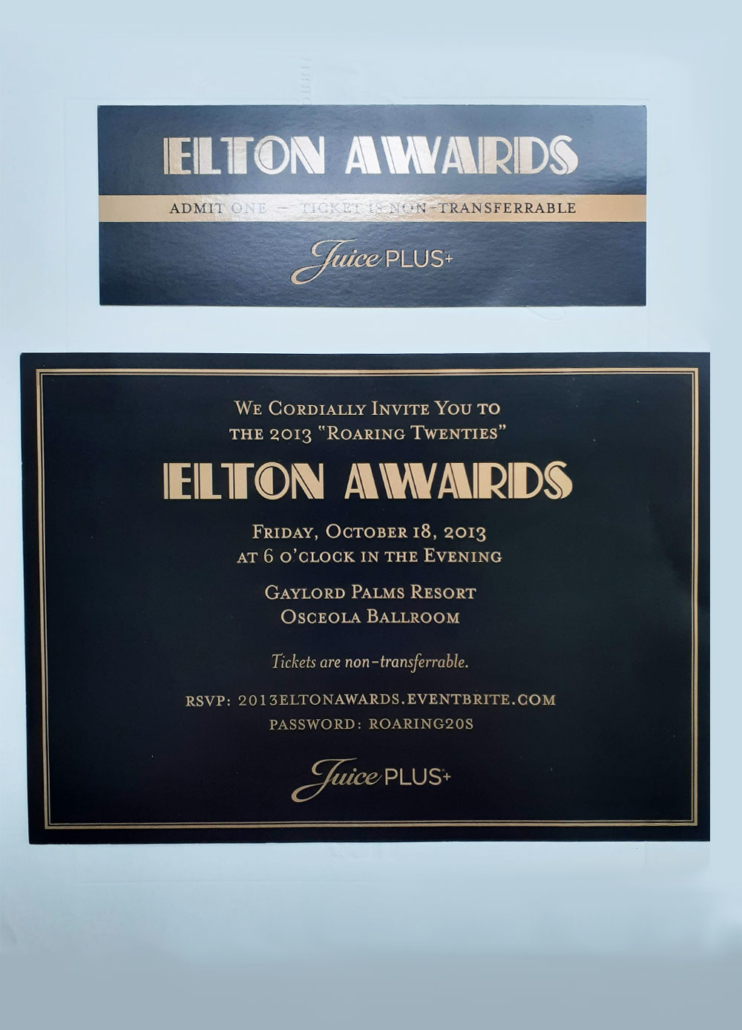 ELTON AWARDS
ADMIT ONE — TICKET IS NON-TRANSFERRABLE
Juice PLUS+
WE CORDIALLY INVITE YOU TO
THE 2013 "ROARING TWENTIES"
ELTON AWARDS
FRIDAY, OCTOBER 18, 2013
AT 6 O'CLOCK IN THE EVENING
GAYLORD PALMS RESORT
OSCEOLA BALLROOM
Tickets are non-transferrable.
RSVP: 2013ELTONAWARDS.EVENTBRITE.COM
PASSWORD: ROARING20S
Juice PLUS+